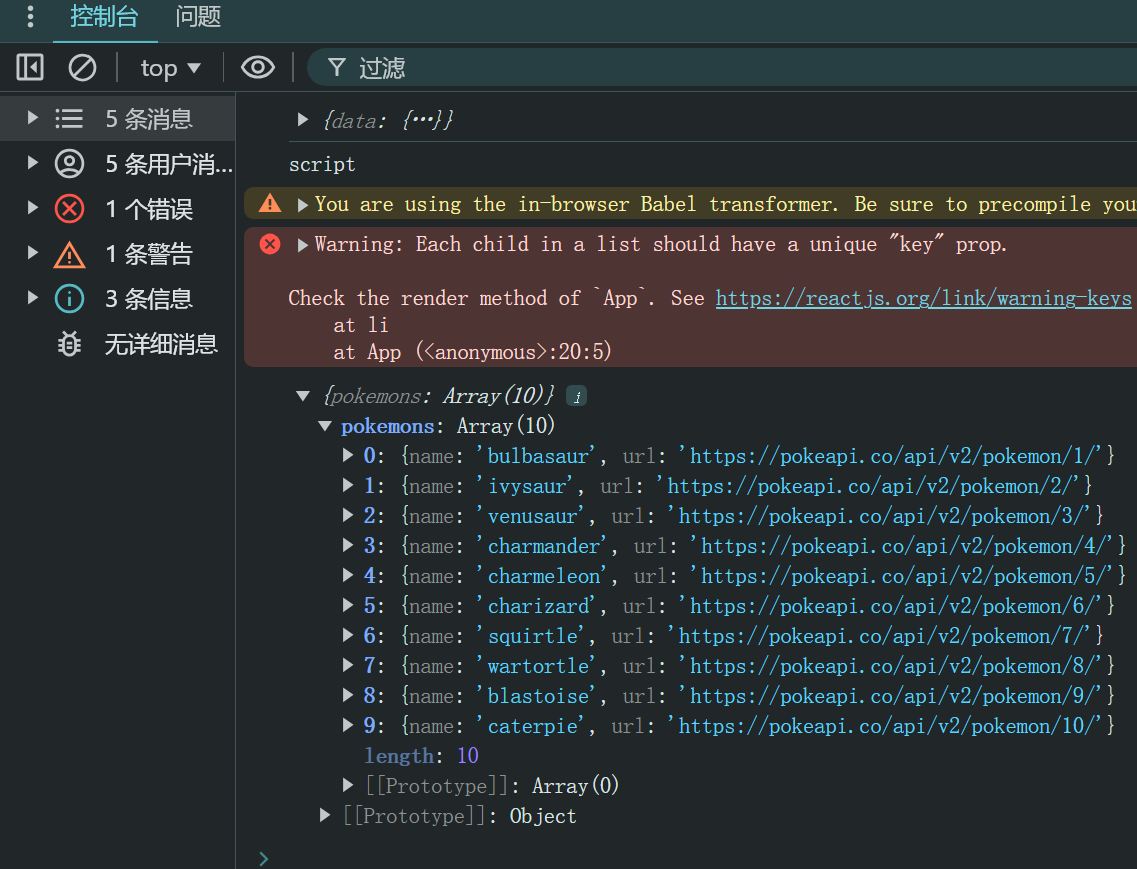 控制台 问题
top 过滤
5 条消息
5 条用户消...
1 个错误
1 条警告
3 条信息
无详细消息
{data: {…}}
script
You are using the in-browser Babel transformer. Be sure to precompile you
Warning: Each child in a list should have a unique "key" prop.
Check the render method of `App`. See https://reactjs.org/link/warning-keys
at li
at App (<anonymous>:20:5)
{pokemons: Array(10)} i
pokemons: Array(10)
0: {name: 'bulbasaur', url: 'https://pokeapi.co/api/v2/pokemon/1/'}
1: {name: 'ivysaur', url: 'https://pokeapi.co/api/v2/pokemon/2/'}
2: {name: 'venusaur', url: 'https://pokeapi.co/api/v2/pokemon/3/'}
3: {name: 'charmander', url: 'https://pokeapi.co/api/v2/pokemon/4/'}
4: {name: 'charmeleon', url: 'https://pokeapi.co/api/v2/pokemon/5/'}
5: {name: 'charizard', url: 'https://pokeapi.co/api/v2/pokemon/6/'}
6: {name: 'squirtle', url: 'https://pokeapi.co/api/v2/pokemon/7/'}
7: {name: 'wartortle', url: 'https://pokeapi.co/api/v2/pokemon/8/'}
8: {name: 'blastoise', url: 'https://pokeapi.co/api/v2/pokemon/9/'}
9: {name: 'caterpie', url: 'https://pokeapi.co/api/v2/pokemon/10/'}
length: 10
[[Prototype]]: Array(0)
[[Prototype]]: Object